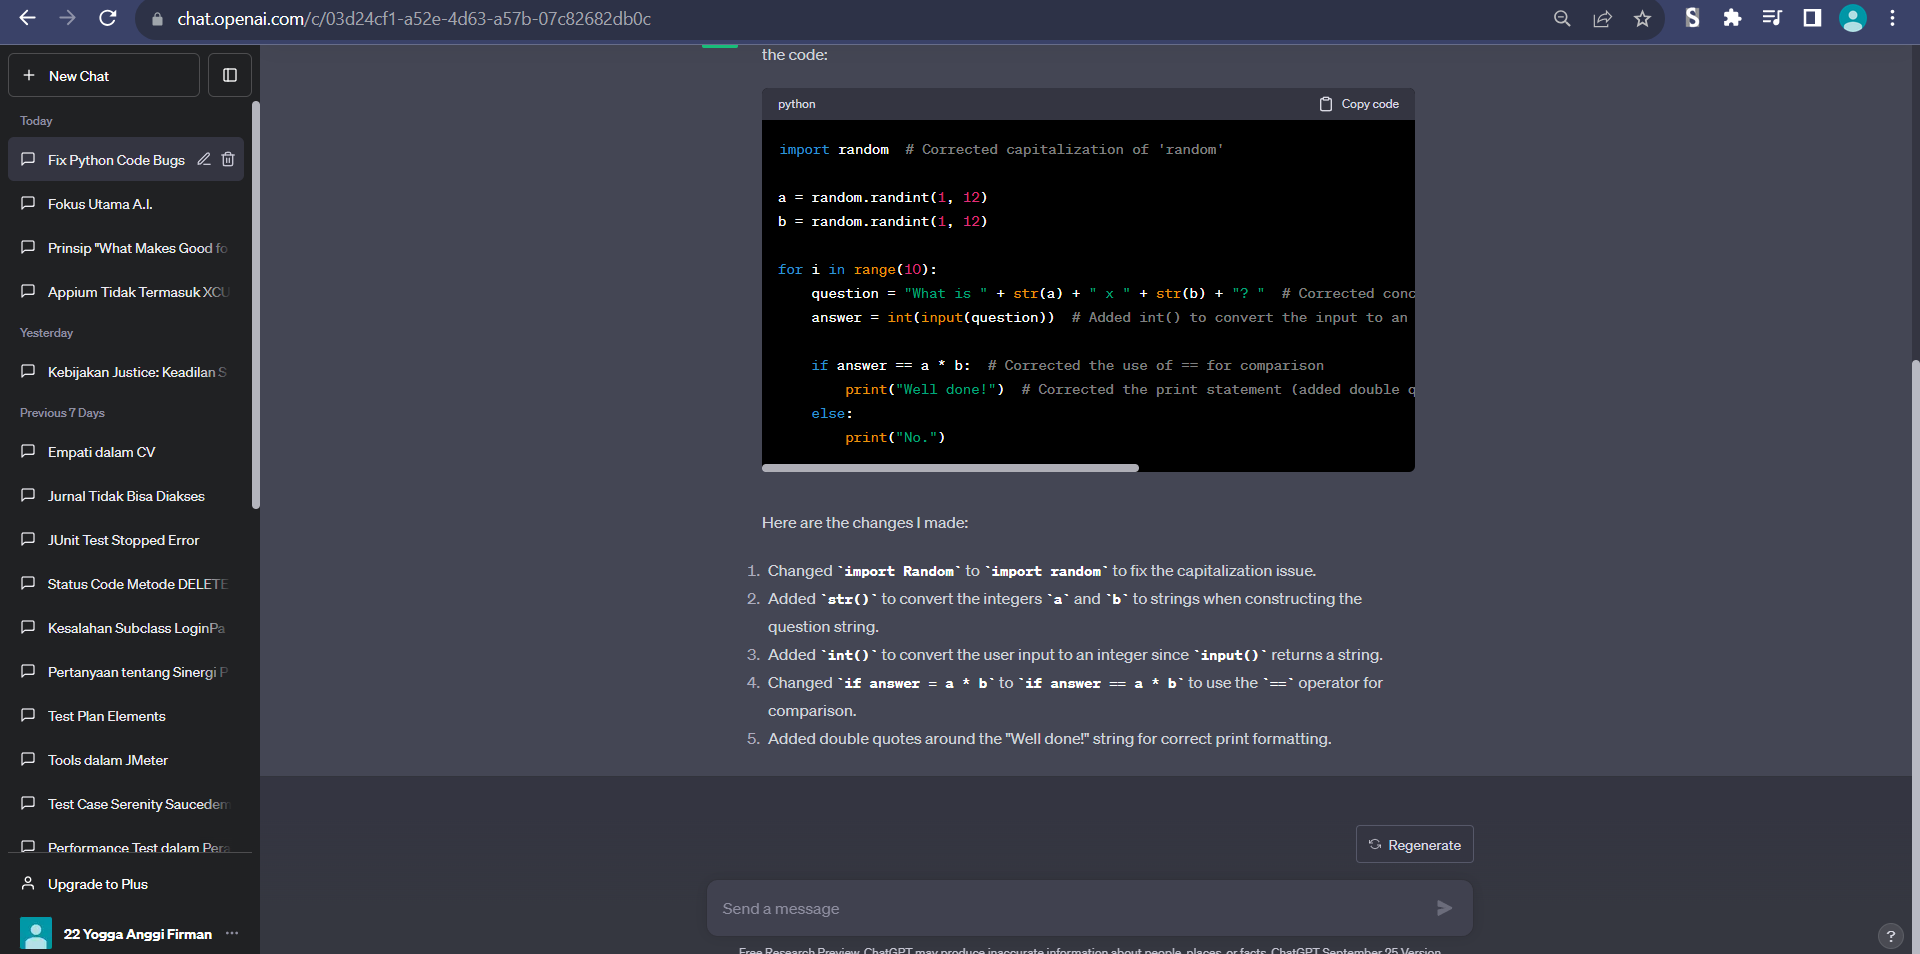 chat.openai.com/c/03d24cf1-a52e-4d63-a57b-07c82682db0c
New Chat
Today
Fix Python Code Bugs
Fokus Utama A.I.
Prinsip "What Makes Good fo
Appium Tidak Termasuk XCU
Yesterday
Kebijakan Justice: Keadilan S
Previous 7 Days
Empati dalam CV
Jurnal Tidak Bisa Diakses
JUnit Test Stopped Error
Status Code Metode DELETE
Kesalahan Subclass LoginPa
Pertanyaan tentang Sinergi P
Test Plan Elements
Tools dalam JMeter
Test Case Serenity Saucedem
Performance Test dalam Pera
Upgrade to Plus
22 Yogga Anggi Firman
the code:
python
Copy code
import random  # Corrected capitalization of 'random'
a = random.randint(1, 12)
b = random.randint(1, 12)
for i in range(10):
    question = "What is " + str(a) + " x " + str(b) + "? "  # Corrected conc
    answer = int(input(question))  # Added int() to convert the input to an
    if answer == a * b:  # Corrected the use of == for comparison
        print("Well done!")  # Corrected the print statement (added double q
    else:
        print("No.")
Here are the changes I made:
1. Changed `import Random` to `import random` to fix the capitalization issue.
2. Added `str()` to convert the integers `a` and `b` to strings when constructing the
question string.
3. Added `int()` to convert the user input to an integer since `input()` returns a string.
4. Changed `if answer = a * b` to `if answer == a * b` to use the `==` operator for
comparison.
5. Added double quotes around the "Well done!" string for correct print formatting.
Regenerate
Send a message
Free Research Preview. ChatGPT may produce inaccurate information about people, places, or facts. ChatGPT September 25 Version
?